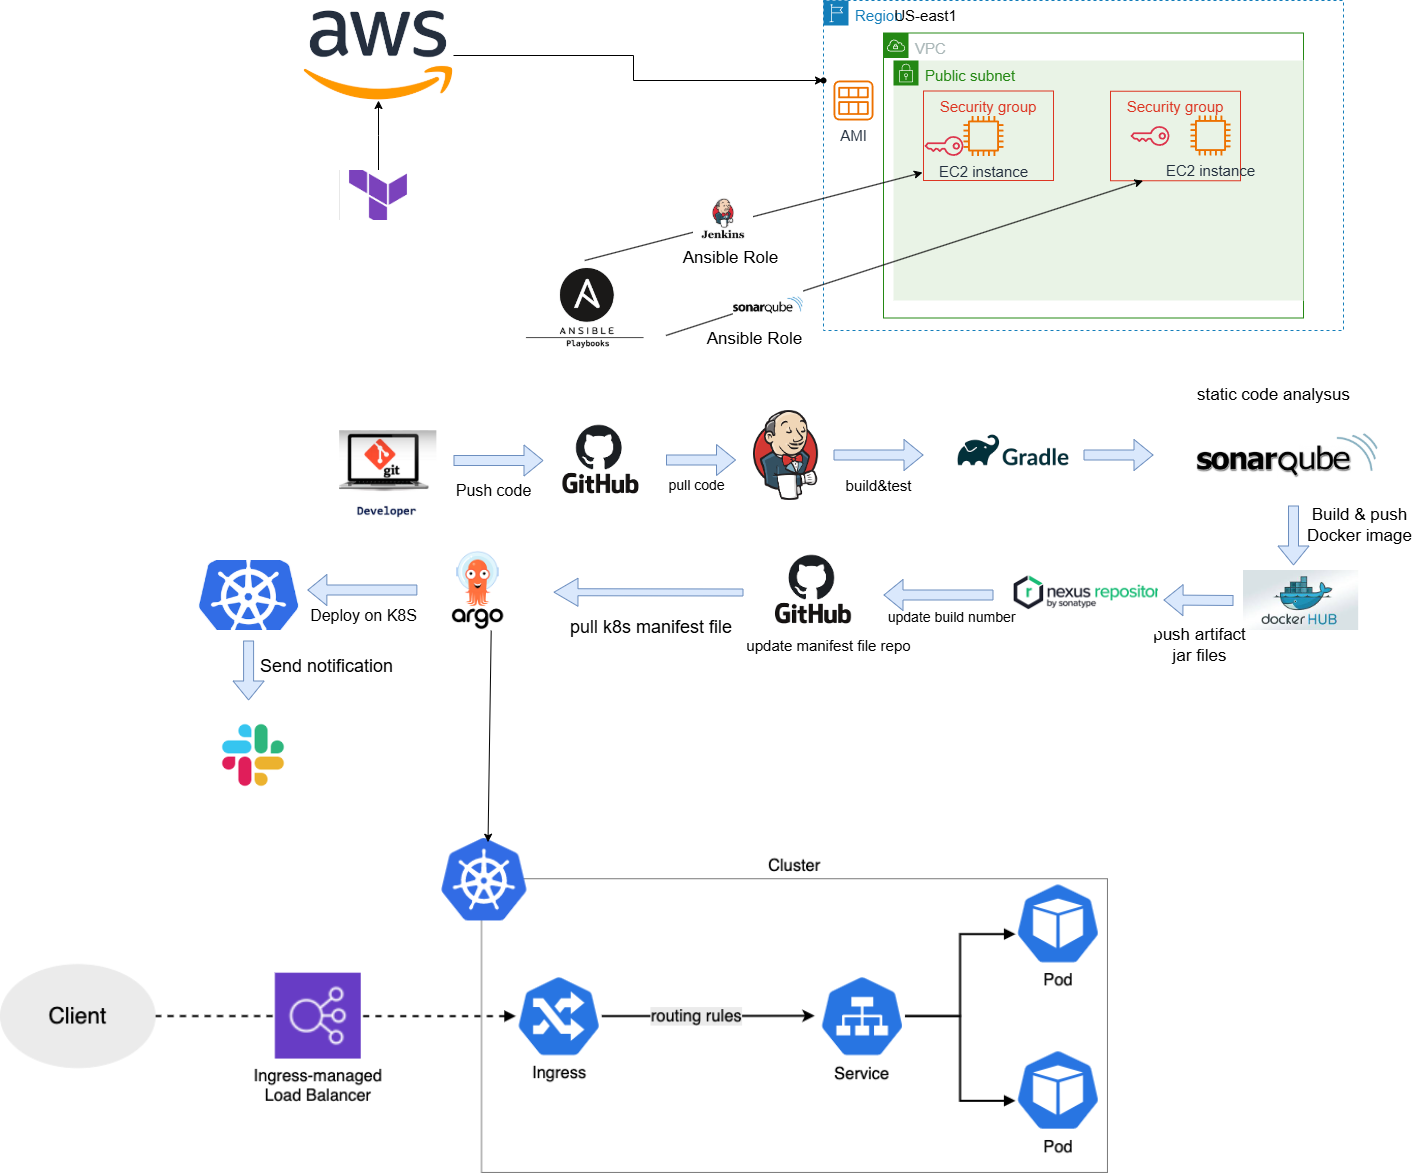 aws
Region
US-east1
VPC
Public subnet
Security group
Security group
AMI
EC2 instance
EC2 instance
Jenkins
Ansible Role
ANSIBLE
Playbooks
sonarqube
Ansible Role
static code analysus
git
Developer
Push code
GitHub
pull code
build&test
Gradle
sonarqube
Build & push
Docker image
docker HUB
push artifact
jar files
nexus repositor
by sonatype
update build number
GitHub
update manifest file repo
pull k8s manifest file
argo
Deploy on K8S
Send notification
Cluster
Client
Ingress-managed
Load Balancer
Ingress
routing rules
Service
Pod
Pod